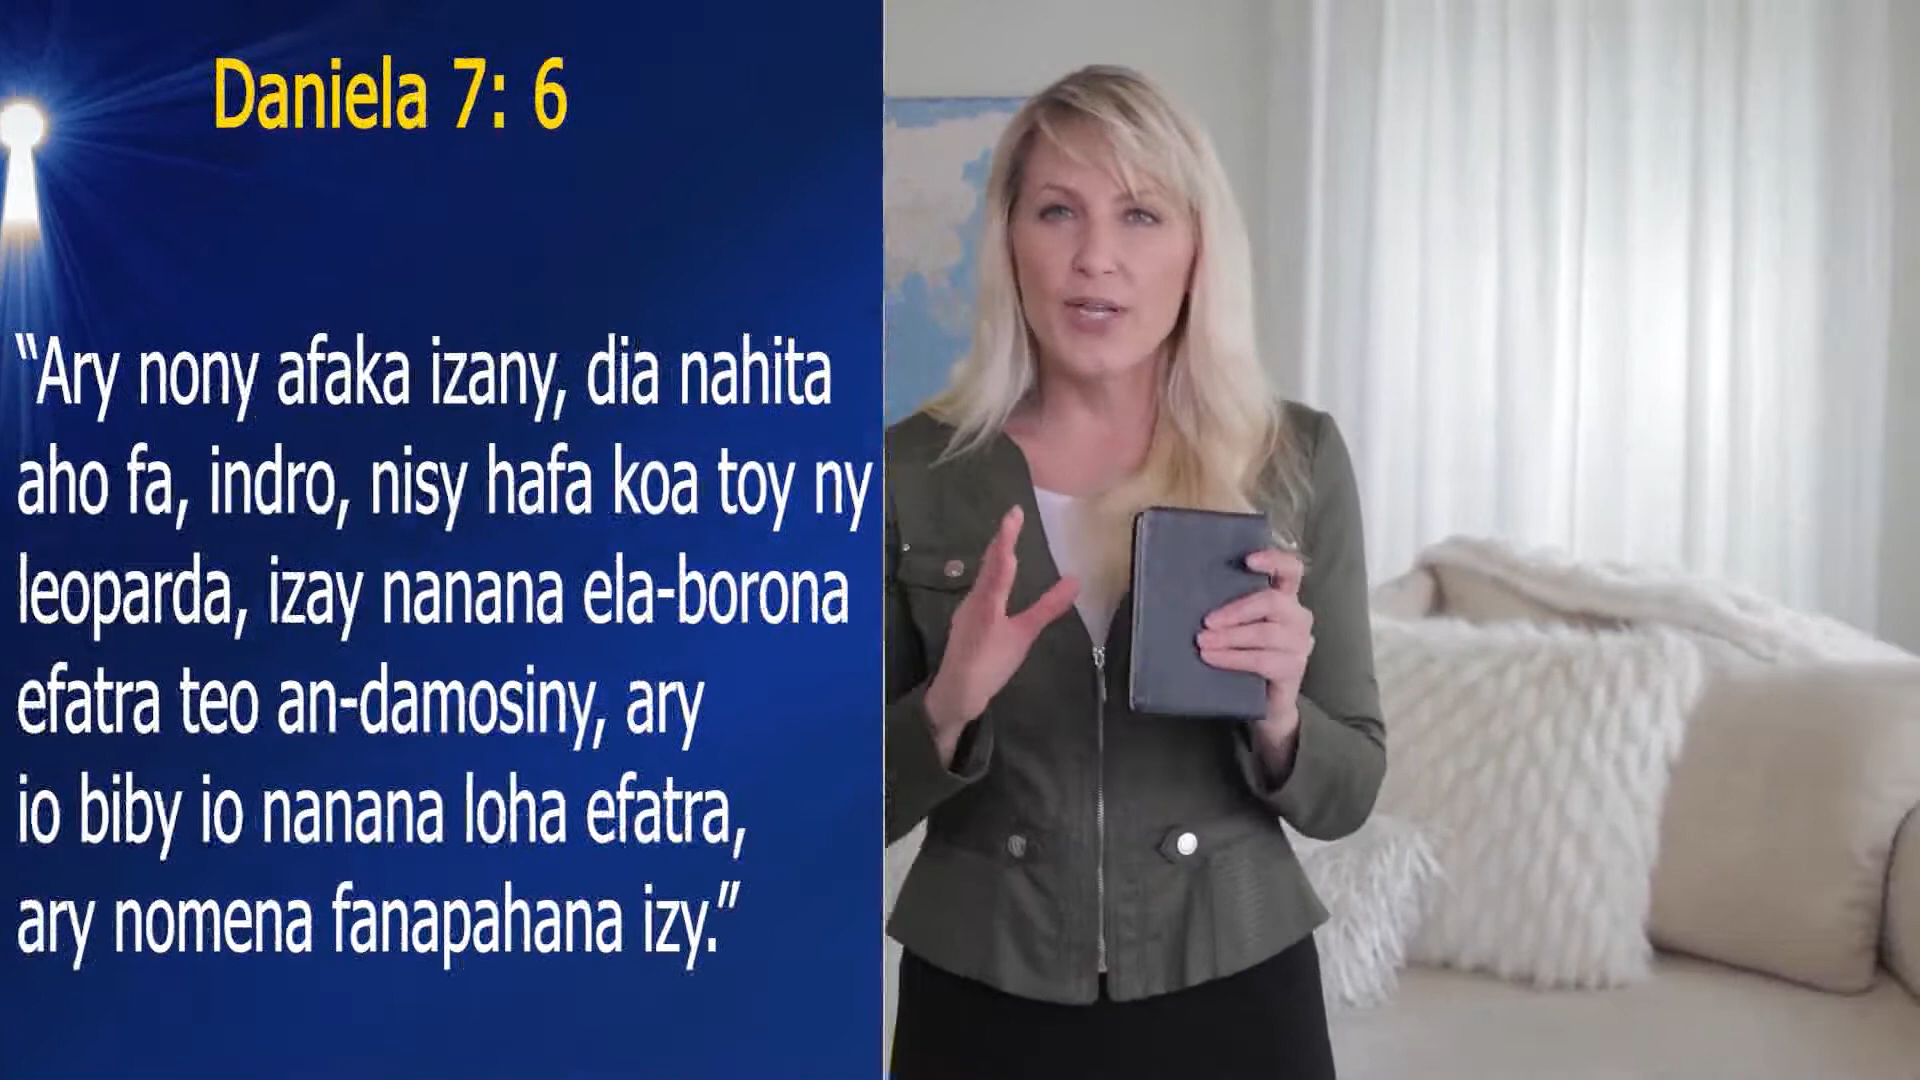 Daniela 7: 6
“Ary nony afaka izany, dia nahita
aho fa, indro, nisy hafa koa toy ny
leoparda, izay nanana ela-borona
efatra teo an-damosiny, ary
io biby io nanana loha efatra,
ary nomena fanapahana izy.”